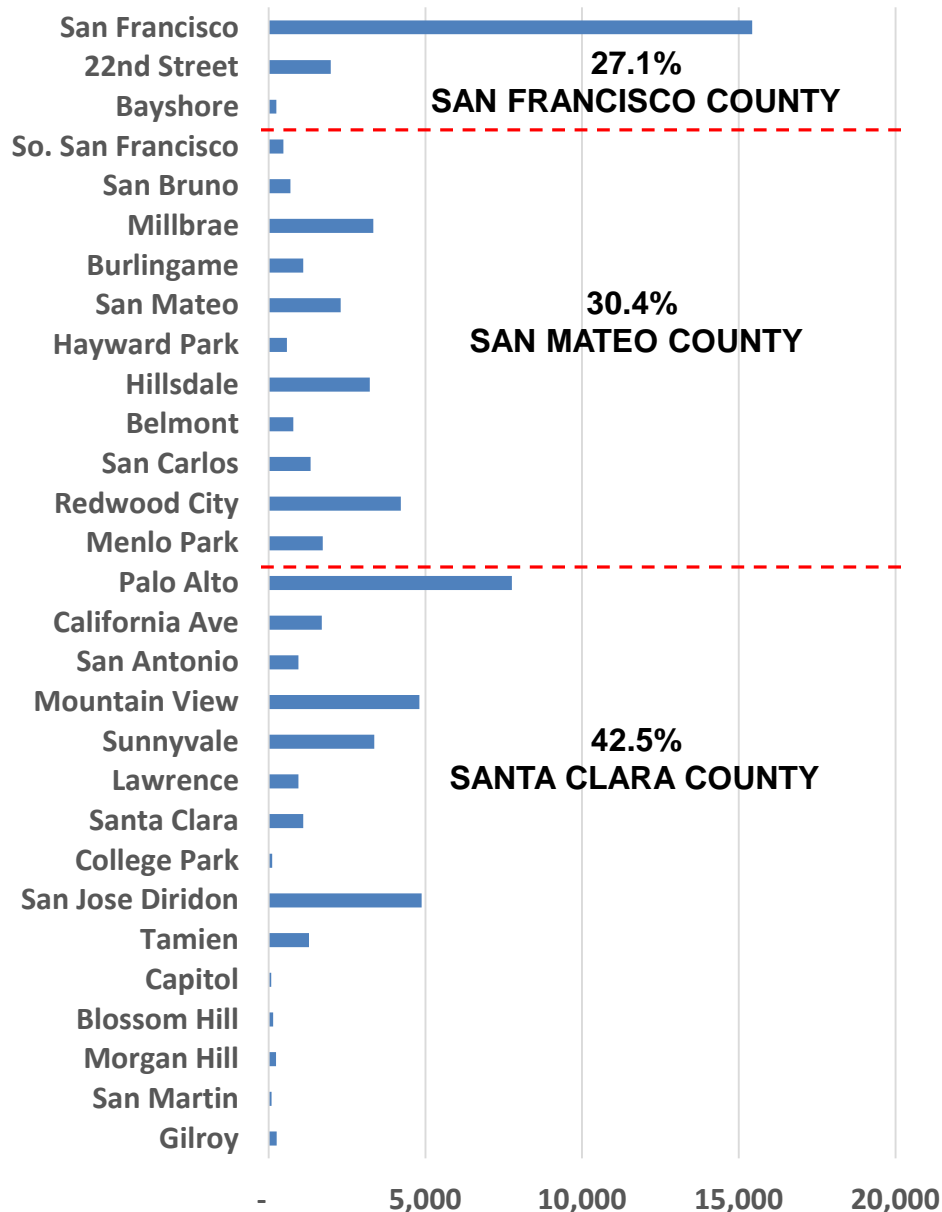 San Francisco
22nd Street
27.1%
SAN FRANCISCO COUNTY
Bayshore
So. San Francisco
San Bruno
Millbrae
Burlingame
San Mateo
30.4%
SAN MATEO COUNTY
Hayward Park
Hillsdale
Belmont
San Carlos
Redwood City
Menlo Park
Palo Alto
California Ave
San Antonio
Mountain View
Sunnyvale
42.5%
SANTA CLARA COUNTY
Lawrence
Santa Clara
College Park
San Jose Diridon
Tamien
Capitol
Blossom Hill
Morgan Hill
San Martin
Gilroy
- 5,000 10,000 15,000 20,000